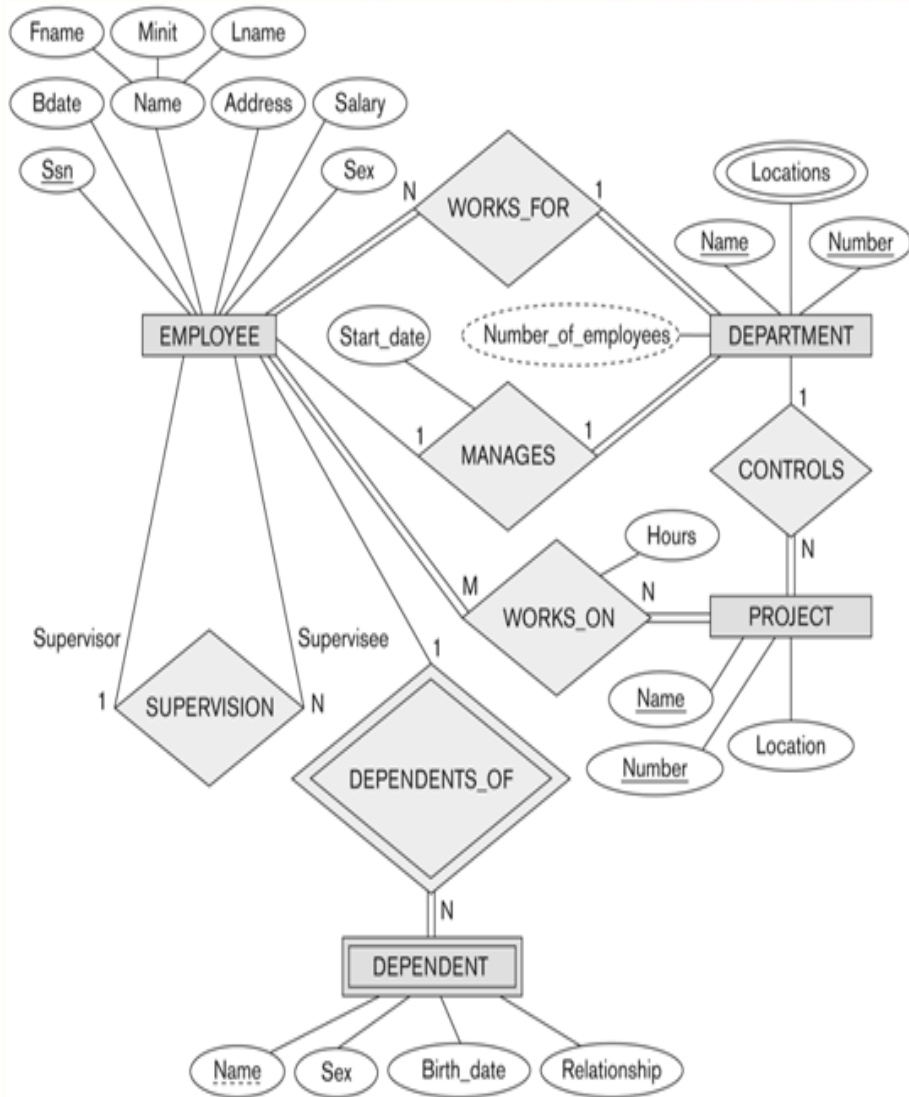 Fname Minit Lname
Bdate Name Address Salary
Ssn Sex
N 1
WORKS_FOR
Locations
Name Number
EMPLOYEE Start_date Number_of_employees DEPARTMENT
1 1 1
MANAGES
CONTROLS
Hours
N
M N
WORKS_ON PROJECT
Supervisor Supervisee 1
1 SUPERVISION N
Name
Location
Number
DEPENDENTS_OF
N
DEPENDENT
Name Sex Birth_date Relationship